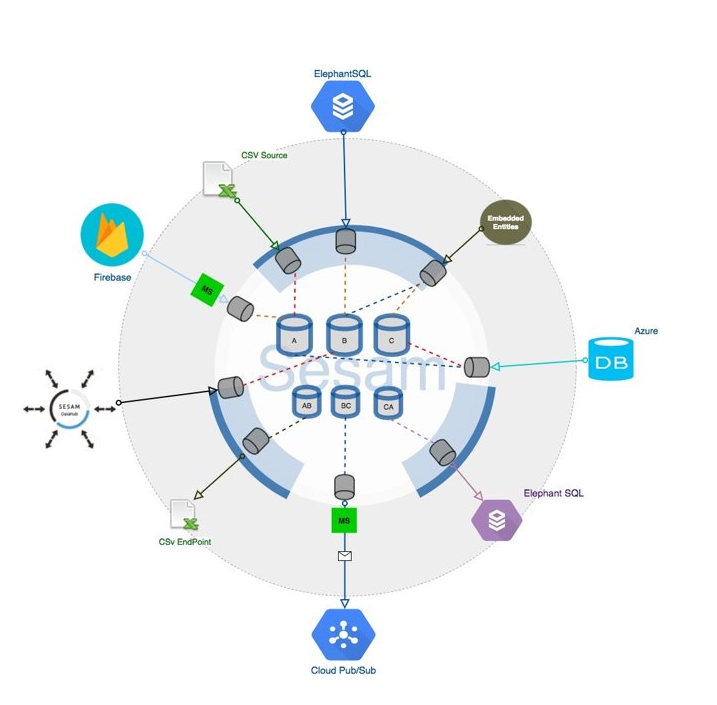 ElephantSQL
CSV Source
Embedded
Entities
Firebase
MS
A
B
C
Azure
DB
Sesam
SESAM
DataHub
AB
BC
CA
Elephant SQL
MS
CSv EndPoint
Cloud Pub/Sub